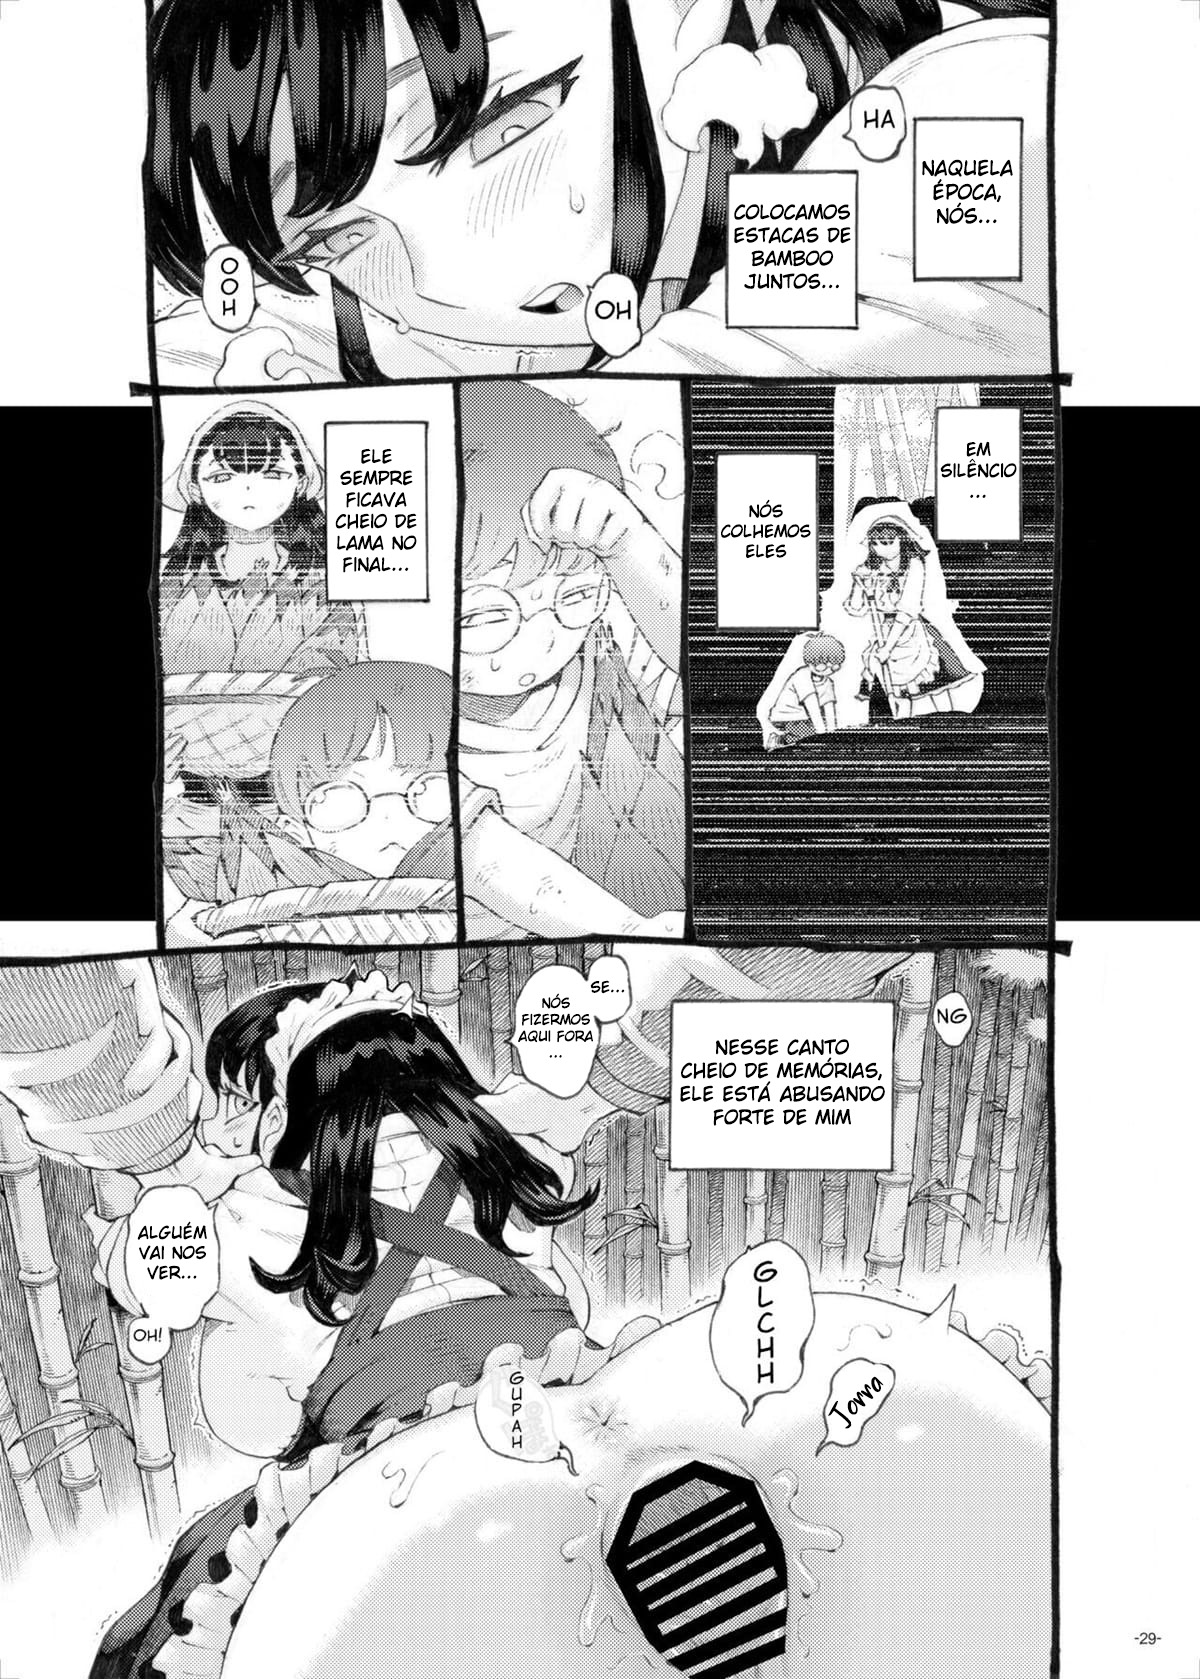 HA
NAQUELA
ÉPOCA,
NÓS...
COLOCAMOS
ESTACAS DE
BAMBOO
JUNTOS...
OH
OOH
EM
SILÊNCIO
...
NÓS
COLHEMOS
ELES
ELE
SEMPRE
FICAVA
CHEIO DE
LAMA NO
FINAL...
NG
NESSE CANTO
CHEIO DE MEMÓRIAS,
ELE ESTÁ ABUSANDO
FORTE DE MIM
SE...
NÓS
FIZERMOS
AQUI FORA
...
ALGUÉM
VAI NOS
VER...
OH!
GLCHH
Jorra
GUPAH
-29-